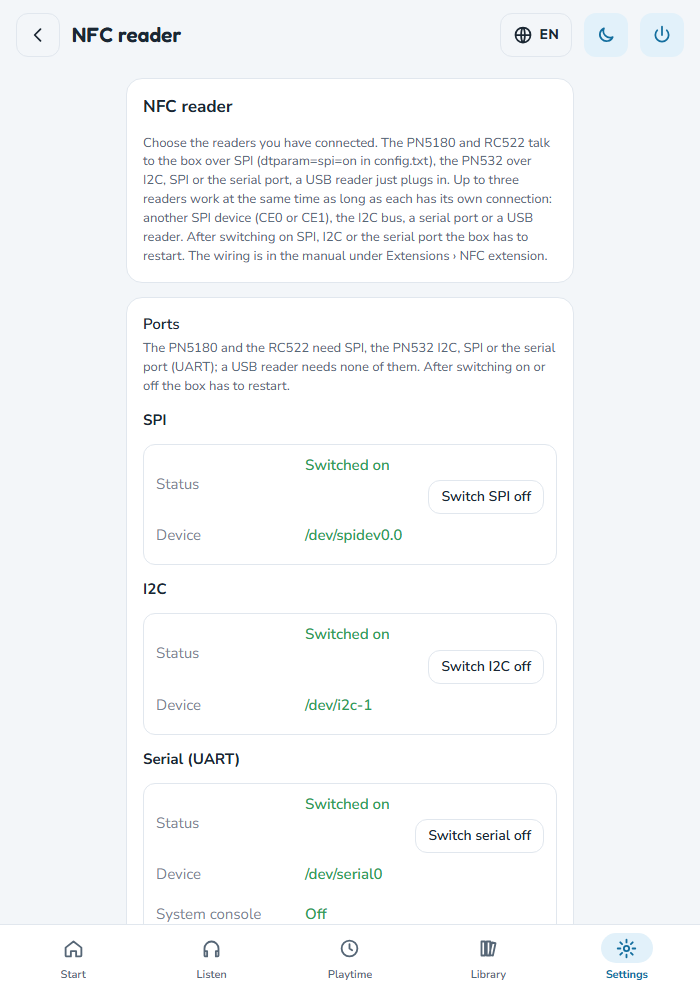 NFC reader
EN
NFC reader
Choose the readers you have connected. The PN5180 and RC522 talk
to the box over SPI (dtparam=spi=on in config.txt), the PN532 over
I2C, SPI or the serial port, a USB reader just plugs in. Up to three
readers work at the same time as long as each has its own connection:
another SPI device (CE0 or CE1), the I2C bus, a serial port or a USB
reader. After switching on SPI, I2C or the serial port the box has to
restart. The wiring is in the manual under Extensions › NFC extension.
Ports
The PN5180 and the RC522 need SPI, the PN532 I2C, SPI or the serial
port (UART); a USB reader needs none of them. After switching on or
off the box has to restart.
SPI
Status
Switched on
Switch SPI off
Device
/dev/spidev0.0
I2C
Status
Switched on
Switch I2C off
Device
/dev/i2c-1
Serial (UART)
Status
Switched on
Switch serial off
Device
/dev/serial0
System console
Off
Start
Listen
Playtime
Library
Settings